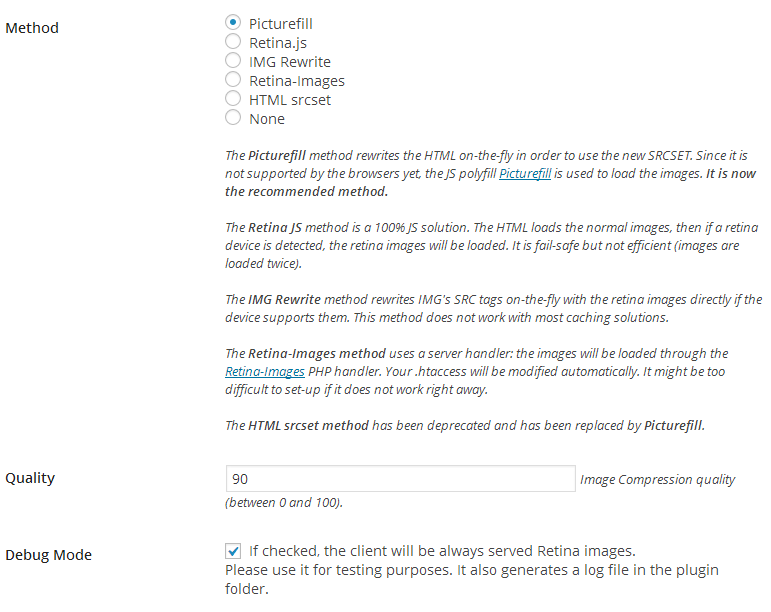 Method
Picturefill
Retina.js
IMG Rewrite
Retina-Images
HTML srcset
None
The Picturefill method rewrites the HTML on-the-fly in order to use the new SRCSET. Since it is
not supported by the browsers yet, the JS polyfill Picturefill is used to load the images. It is now
the recommended method.
The Retina JS method is a 100% JS solution. The HTML loads the normal images, then if a retina
device is detected, the retina images will be loaded. It is fail-safe but not efficient (images are
loaded twice).
The IMG Rewrite method rewrites IMG's SRC tags on-the-fly with the retina images directly if the
device supports them. This method does not work with most caching solutions.
The Retina-Images method uses a server handler: the images will be loaded through the
Retina-Images PHP handler. Your .htaccess will be modified automatically. It might be too
difficult to set-up if it does not work right away.
The HTML srcset method has been deprecated and has been replaced by Picturefill.
Quality
90 Image Compression quality
(between 0 and 100).
Debug Mode
If checked, the client will be always served Retina images.
Please use it for testing purposes. It also generates a log file in the plugin
folder.